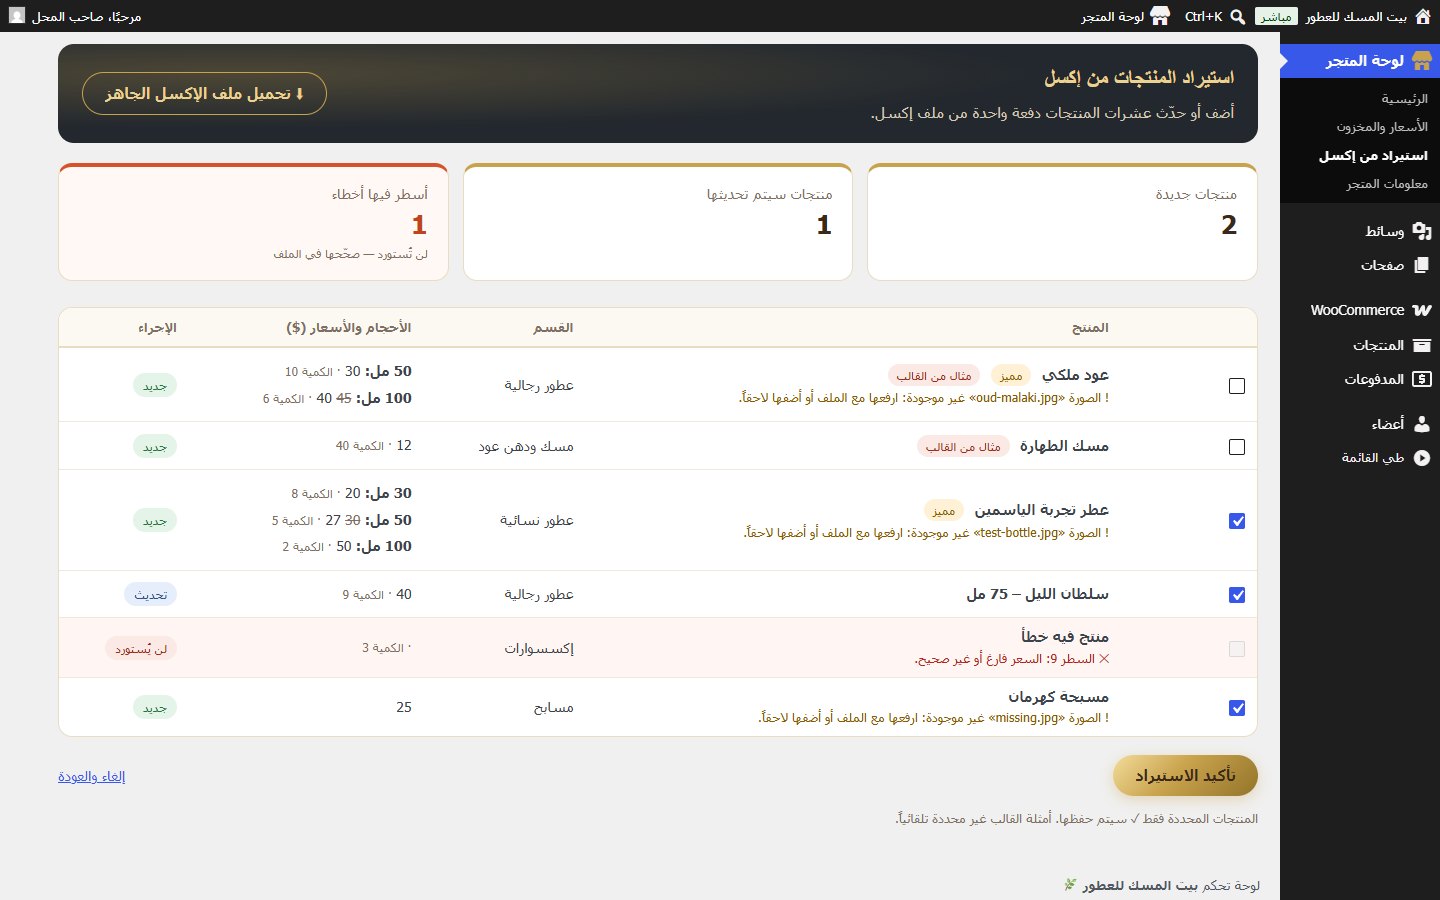 بيت المسك للعطور مباشر Ctrl+K لوحة المتجر
مرحبًا، صاحب المحل
لوحة المتجر
الرئيسية
الأسعار والمخزون
استيراد من إكسل
معلومات المتجر
وسائط
صفحات
WooCommerce
المنتجات
المدفوعات
أعضاء
طي القائمة
استيراد المنتجات من إكسل
أضف أو حدّث عشرات المنتجات دفعة واحدة من ملف إكسل.
⬇ تحميل ملف الإكسل الجاهز
منتجات جديدة
2
منتجات سيتم تحديثها
1
أسطر فيها أخطاء
1
لن تُستورد — صحّحها في الملف
المنتج القسم الأحجام والأسعار ($) الإجراء
عود ملكي مميز مثال من القالب
! الصورة «oud-malaki.jpg» غير موجودة: ارفعها مع الملف أو أضفها لاحقاً.
عطور رجالية
50 مل: 30 · الكمية 10
100 مل: 45 40 · الكمية 6
جديد
مسك الطهارة مثال من القالب
مسك ودهن عود
12 · الكمية 40
جديد
عطر تجربة الياسمين مميز
! الصورة «test-bottle.jpg» غير موجودة: ارفعها مع الملف أو أضفها لاحقاً.
عطور نسائية
30 مل: 20 · الكمية 8
50 مل: 30 27 · الكمية 5
100 مل: 50 · الكمية 2
جديد
سلطان الليل – 75 مل
عطور رجالية
40 · الكمية 9
تحديث
منتج فيه خطأ
✕ السطر 9: السعر فارغ أو غير صحيح.
إكسسوارات
· الكمية 3
لن يُستورد
مسبحة كهرمان
! الصورة «missing.jpg» غير موجودة: ارفعها مع الملف أو أضفها لاحقاً.
مسابح
25
جديد
تأكيد الاستيراد
إلغاء والعودة
المنتجات المحددة فقط ✓ سيتم حفظها. أمثلة القالب غير محددة تلقائياً.
لوحة تحكم بيت المسك للعطور 🌿